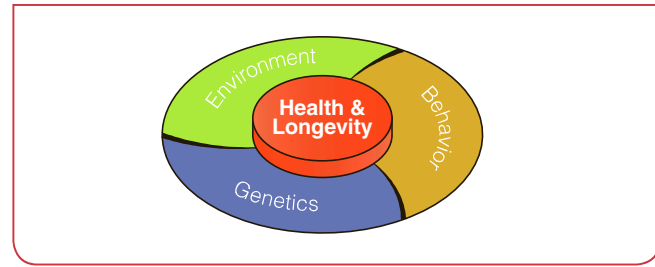 Environment
Health &
Longevity
Behavior
Genetics